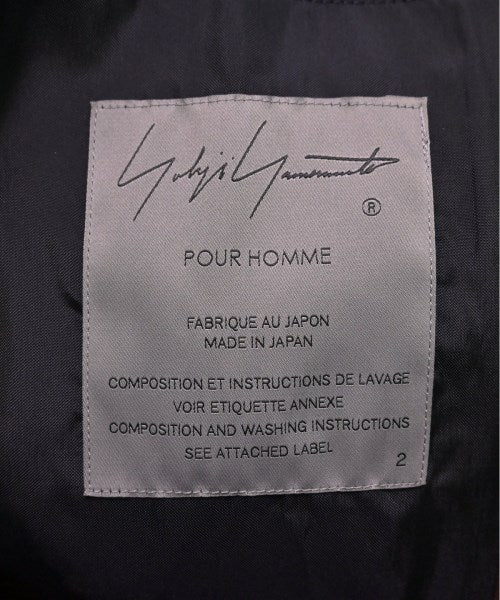 Yohji Yamamoto
®
POUR HOMME
FABRIQUE AU JAPON
MADE IN JAPAN
COMPOSITION ET INSTRUCTIONS DE LAVAGE
VOIR ETIQUETTE ANNEXE
COMPOSITION AND WASHING INSTRUCTIONS
SEE ATTACHED LABEL
2